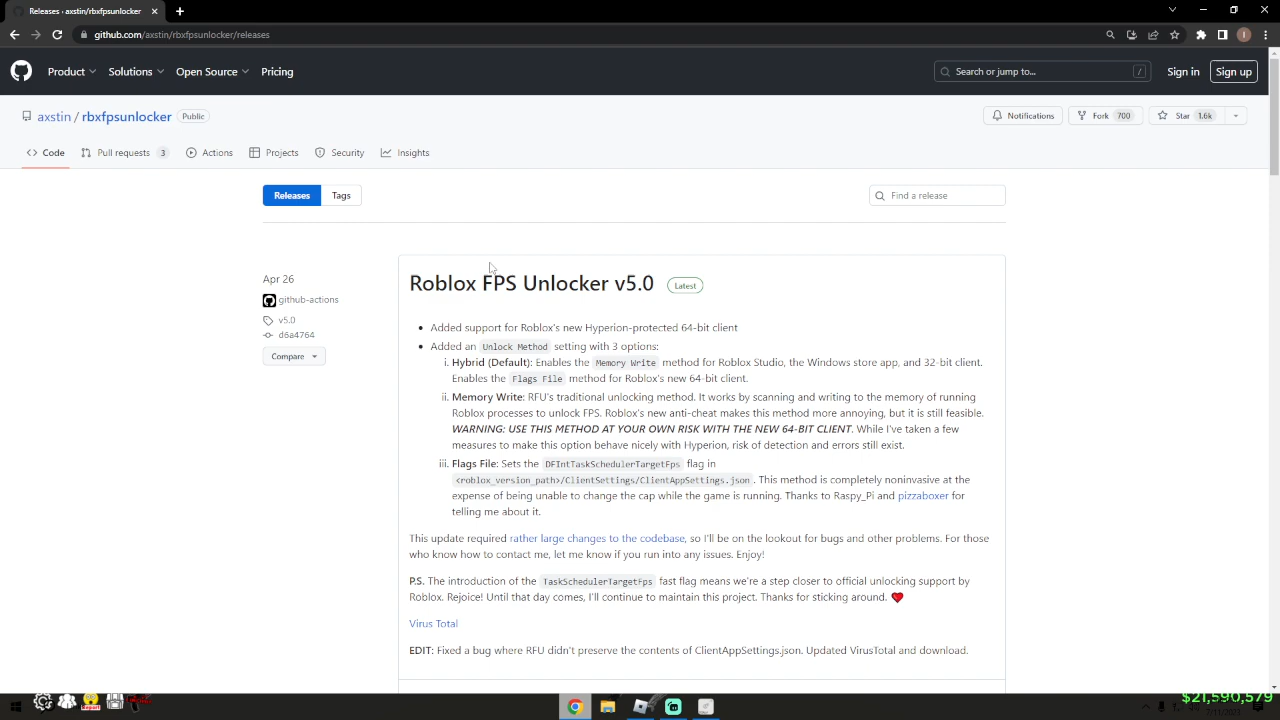 Releases · axstin/rbxfpsunlocker
github.com/axstin/rbxfpsunlocker/releases
Product Solutions Open Source Pricing Search or jump to... / Sign in Sign up
axstin / rbxfpsunlocker Public Notifications Fork 700 Star 1.6k
Code Pull requests 3 Actions Projects Security Insights
Releases Tags Find a release
Apr 26
github-actions
v5.0
d6a4764
Compare
Roblox FPS Unlocker v5.0 Latest
• Added support for Roblox's new Hyperion-protected 64-bit client
• Added an Unlock Method setting with 3 options:
i. Hybrid (Default): Enables the Memory Write method for Roblox Studio, the Windows store app, and 32-bit client.
Enables the Flags File method for Roblox's new 64-bit client.
ii. Memory Write: RFU's traditional unlocking method. It works by scanning and writing to the memory of running
Roblox processes to unlock FPS. Roblox's new anti-cheat makes this method more annoying, but it is still feasible.
WARNING: USE THIS METHOD AT YOUR OWN RISK WITH THE NEW 64-BIT CLIENT. While I've taken a few
measures to make this option behave nicely with Hyperion, risk of detection and errors still exist.
iii. Flags File: Sets the DFIntTaskSchedulerTargetFps flag in
<roblox_version_path>/ClientSettings/ClientAppSettings.json . This method is completely noninvasive at the
expense of being unable to change the cap while the game is running. Thanks to Raspy_Pi and pizzaboxer for
telling me about it.
This update required rather large changes to the codebase, so I'll be on the lookout for bugs and other problems. For those
who know how to contact me, let me know if you run into any issues. Enjoy!
P.S. The introduction of the TaskSchedulerTargetFps fast flag means we're a step closer to official unlocking support by
Roblox. Rejoice! Until that day comes, I'll continue to maintain this project. Thanks for sticking around. ❤
Virus Total
EDIT: Fixed a bug where RFU didn't preserve the contents of ClientAppSettings.json. Updated VirusTotal and download.
$21,590,579